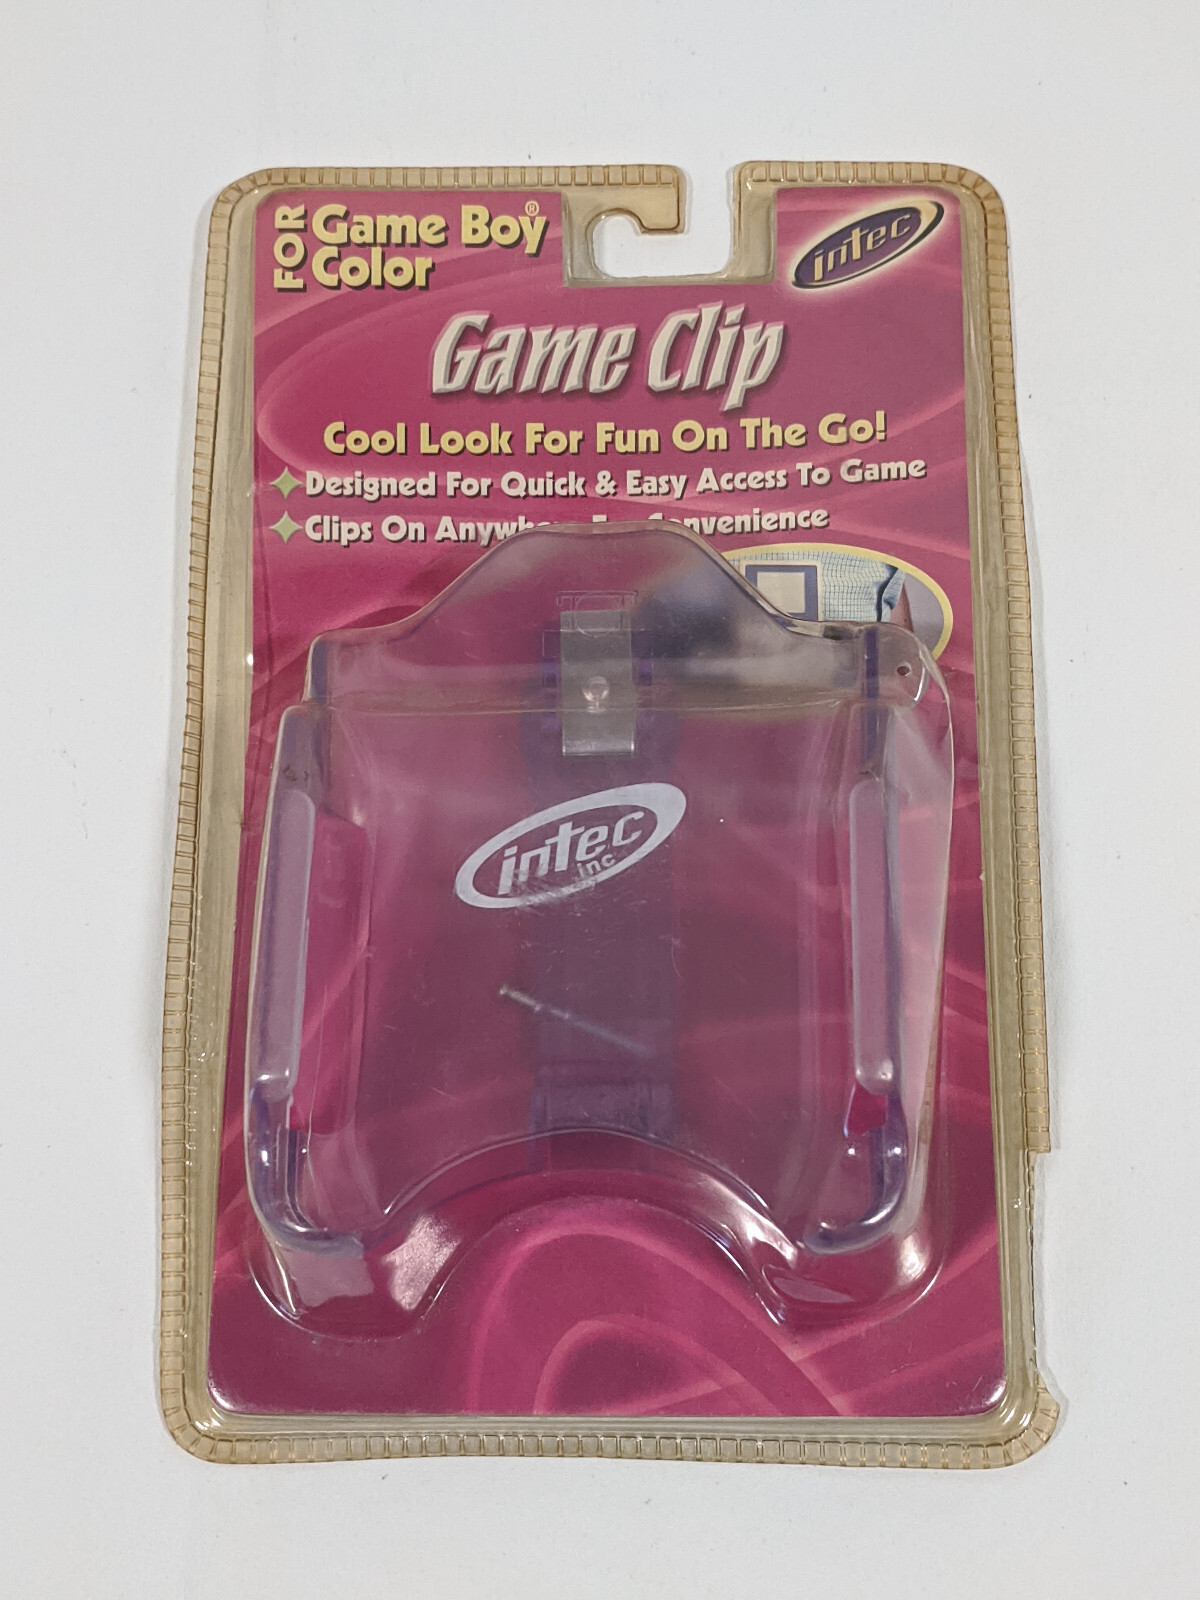 FOR Game Boy®
Color
intec
Game Clip
Cool Look For Fun On The Go!
Designed For Quick & Easy Access To Game
Clips On Convenience
intec
inc